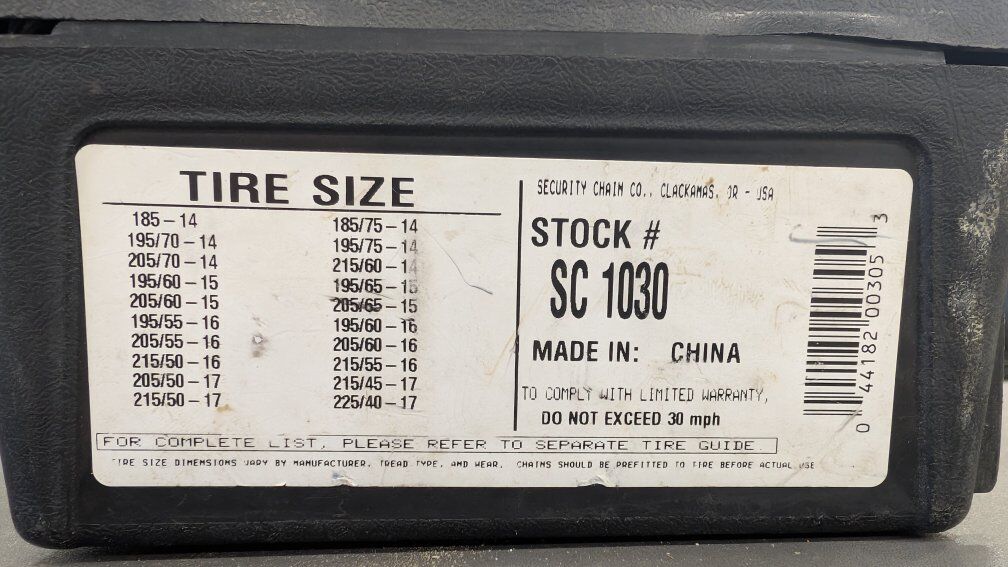 TIRE SIZE
185-14
195/70-14
205/70-14
195/60-15
205/60-15
195/55-16
205/55-16
215/50-16
205/50-17
215/50-17
185/75-14
195/75-14
215/60-14
195/65-15
205/65-15
195/60-16
205/60-16
215/55-16
215/45-17
225/40-17
SECURITY CHAIN CO., CLACKAMAS, OR - USA
STOCK #
SC 1030
MADE IN: CHINA
TO COMPLY WITH LIMITED WARRANTY,
DO NOT EXCEED 30 mph
0 44182 00305 3
FOR COMPLETE LIST, PLEASE REFER TO SEPARATE TIRE GUIDE.
TIRE SIZE DIMENSIONS VARY BY MANUFACTURER, TREAD TYPE, AND WEAR. CHAINS SHOULD BE PREFITTED TO TIRE BEFORE ACTUAL USE